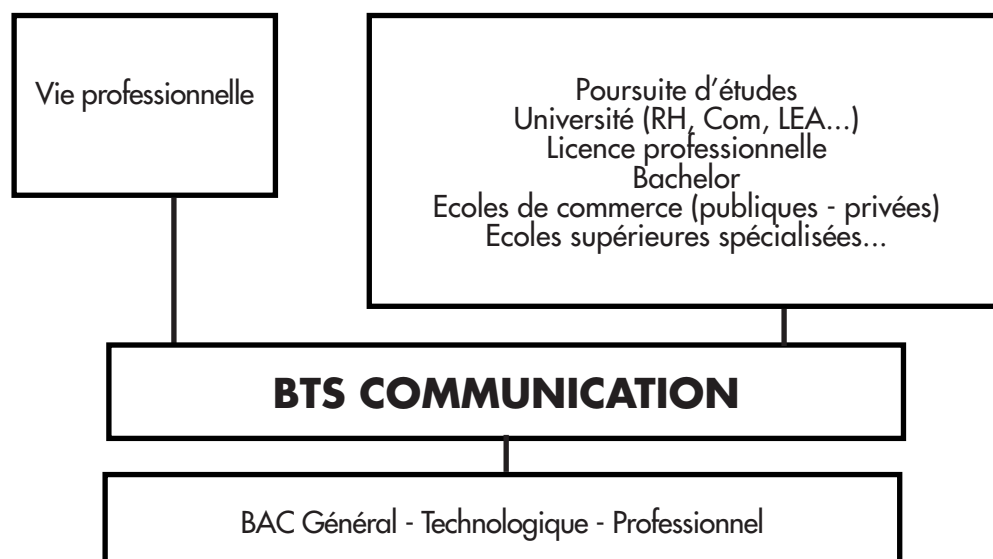 Vie professionnelle
Poursuite d'études
Université (RH, Com, LEA...)
Licence professionnelle
Bachelor
Ecoles de commerce (publiques - privées)
Ecoles supérieures spécialisées...
BTS COMMUNICATION
BAC Général - Technologique - Professionnel